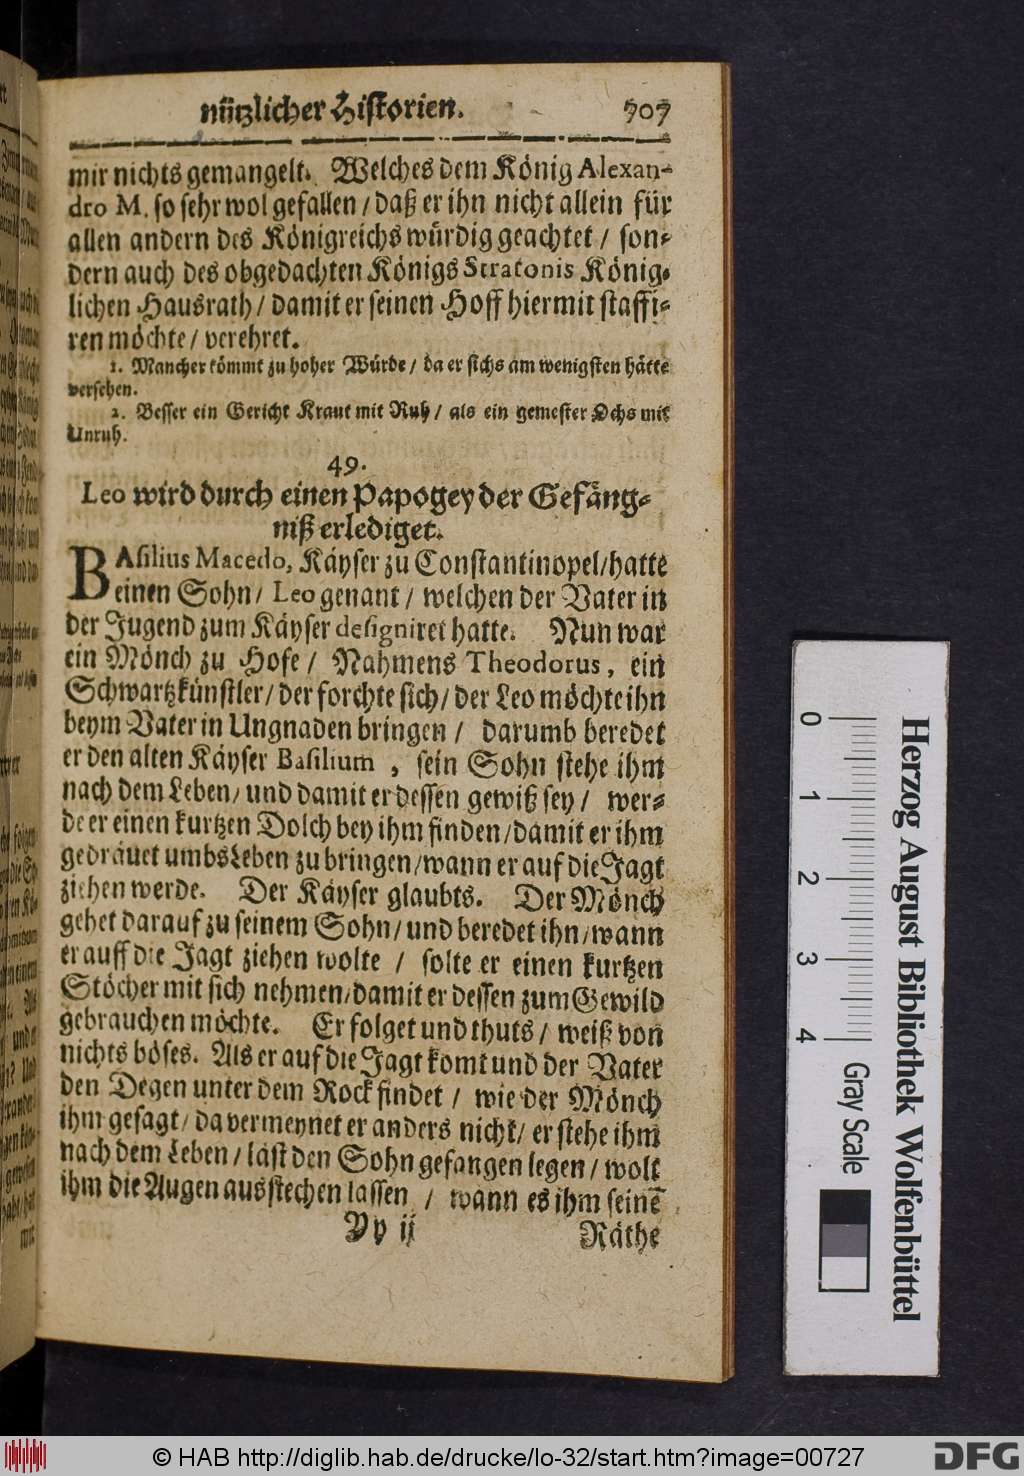 nützlicher Historien. 707
mir nichts gemangelt. Welches dem König Alexan-
dro M. so sehr wol gefallen / daß er ihn nicht allein für
allen andern des Königreichs würdig geachtet / son-
dern auch des obgedachten Königs Stratonis König-
lichen Hausrath / damit er seinen Hoff hiermit staffi-
ren möchte / verehret.
1. Mancher kömmt zu hoher Würde / da er sichs am wenigsten hätte
versehen.
2. Besser ein Gericht Kraut mit Ruh / als ein gemester Ochs mit
Unruh.
49.
Leo wird durch einen Papogey der Gefäng-
niß erlediget.
BAsilius Macedo, Käyser zu Constantinopel / hatte
einen Sohn / Leo genant / welchen der Vater in
der Jugend zum Käyser designiret hatte. Nun war
ein Mönch zu Hofe / Nahmens Theodorus, ein
Schwartzkünstler / der forchte sich / der Leo möchte ihn
beym Vater in Ungnaden bringen / darumb beredet
er den alten Käyser Basilium, sein Sohn stehe ihm
nach dem Leben / und damit er dessen gewiß sey / wer-
de er einen kurtzen Dolch bey ihm finden / damit er ihm
gedräuet umbs Leben zu bringen / wann er auf die Jagt
ziehen werde. Der Käyser glaubts. Der Mönch
gehet darauf zu seinem Sohn / und beredet ihn / wann
er auff die Jagt ziehen wolte / solte er einen kurtzen
Stöcher mit sich nehmen / damit er dessen zum Gewild
gebrauchen möchte. Er folget und thuts / weiß von
nichts böses. Als er auf die Jagt komt und der Vater
den Degen unter dem Rock findet / wie der Mönch
ihm gesagt / da vermeynet er anders nicht / er stehe ihm
nach dem Leben / läst den Sohn gefangen legen / wolt
ihm die Augen ausstechen lassen / wann es ihm seinē
Yy ij Räthe
0 1 2 3 4
Gray Scale
Herzog August Bibliothek Wolfenbüttel
© HAB http://diglib.hab.de/drucke/lo-32/start.htm?image=00727
DFG